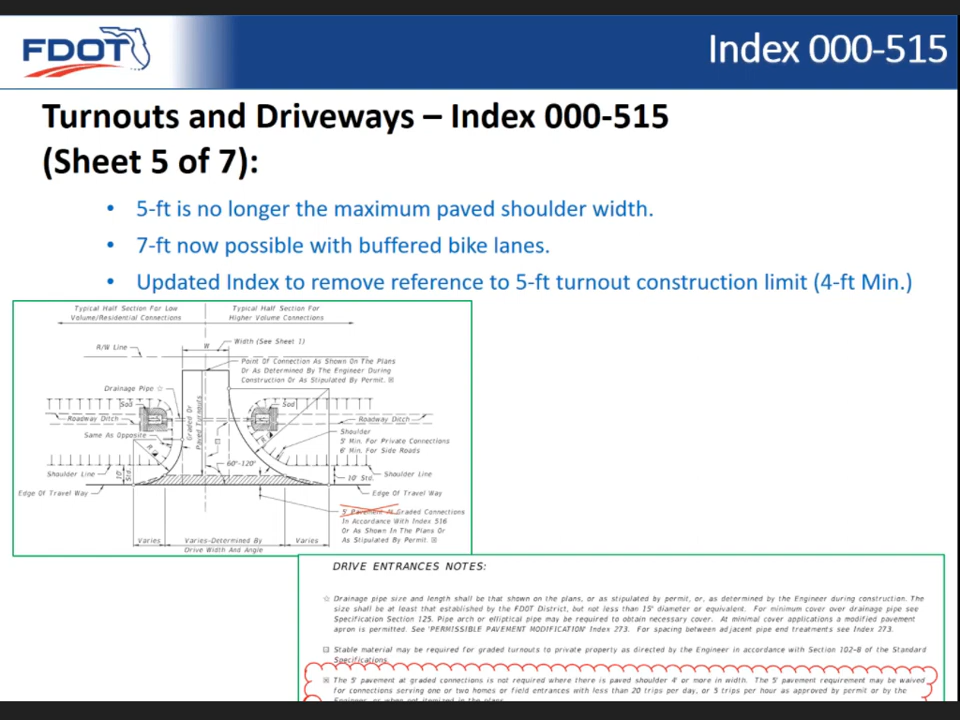 FDOT
Index 000-515
Turnouts and Driveways – Index 000-515
(Sheet 5 of 7):
• 5-ft is no longer the maximum paved shoulder width.
• 7-ft now possible with buffered bike lanes.
• Updated Index to remove reference to 5-ft turnout construction limit (4-ft Min.)
Typical Half Section For Low
Volume/Residential Connections
Typical Half Section For
Higher Volume Connections
R/W Line
W
Width (See Sheet 1)
Point Of Connection As Shown On The Plans
Or As Determined By The Engineer During
Construction Or As Stipulated By Permit.
Drainage Pipe ☆
Sod
Sod
Roadway Ditch
Graded Or
Paved Turnouts
Roadway Ditch
Same As Opposite
R
R
Shoulder
5' Min. For Private Connections
6' Min. For Side Roads
60°-120°
Shoulder Line
10' Std.
10' Std.
Shoulder Line
Edge Of Travel Way
Edge Of Travel Way
5' Pavement At Graded Connections
In Accordance With Index 516
Or As Shown In The Plans Or
As Stipulated By Permit.
Varies
Varies-Determined By
Drive Width And Angle
Varies
DRIVE ENTRANCES NOTES:
☆ Drainage pipe size and length shall be that shown on the plans, or as stipulated by permit, or, as determined by the Engineer during construction. The
size shall be at least that established by the FDOT District, but not less than 15" diameter or equivalent. For minimum cover over drainage pipe see
Specification Section 125. Pipe arch or elliptical pipe may be required to obtain necessary cover. At minimum cover applications a modified pavement
apron is permitted. See 'PERMISSIBLE PAVEMENT MODIFICATION' Index 273. For spacing between adjacent pipe end treatments see Index 273.
Stable material may be required for graded turnouts to private property as directed by the Engineer in accordance with Section 102-8 of the Standard
Specifications.
The 5' pavement at graded connections is not required where there is paved shoulder 4' or more in width. The 5' pavement requirement may be waived
for connections serving one or two homes or field entrances with less than 20 trips per day, or 5 trips per hour as approved by permit or by the
Engineer, or when not itemized in the plans.